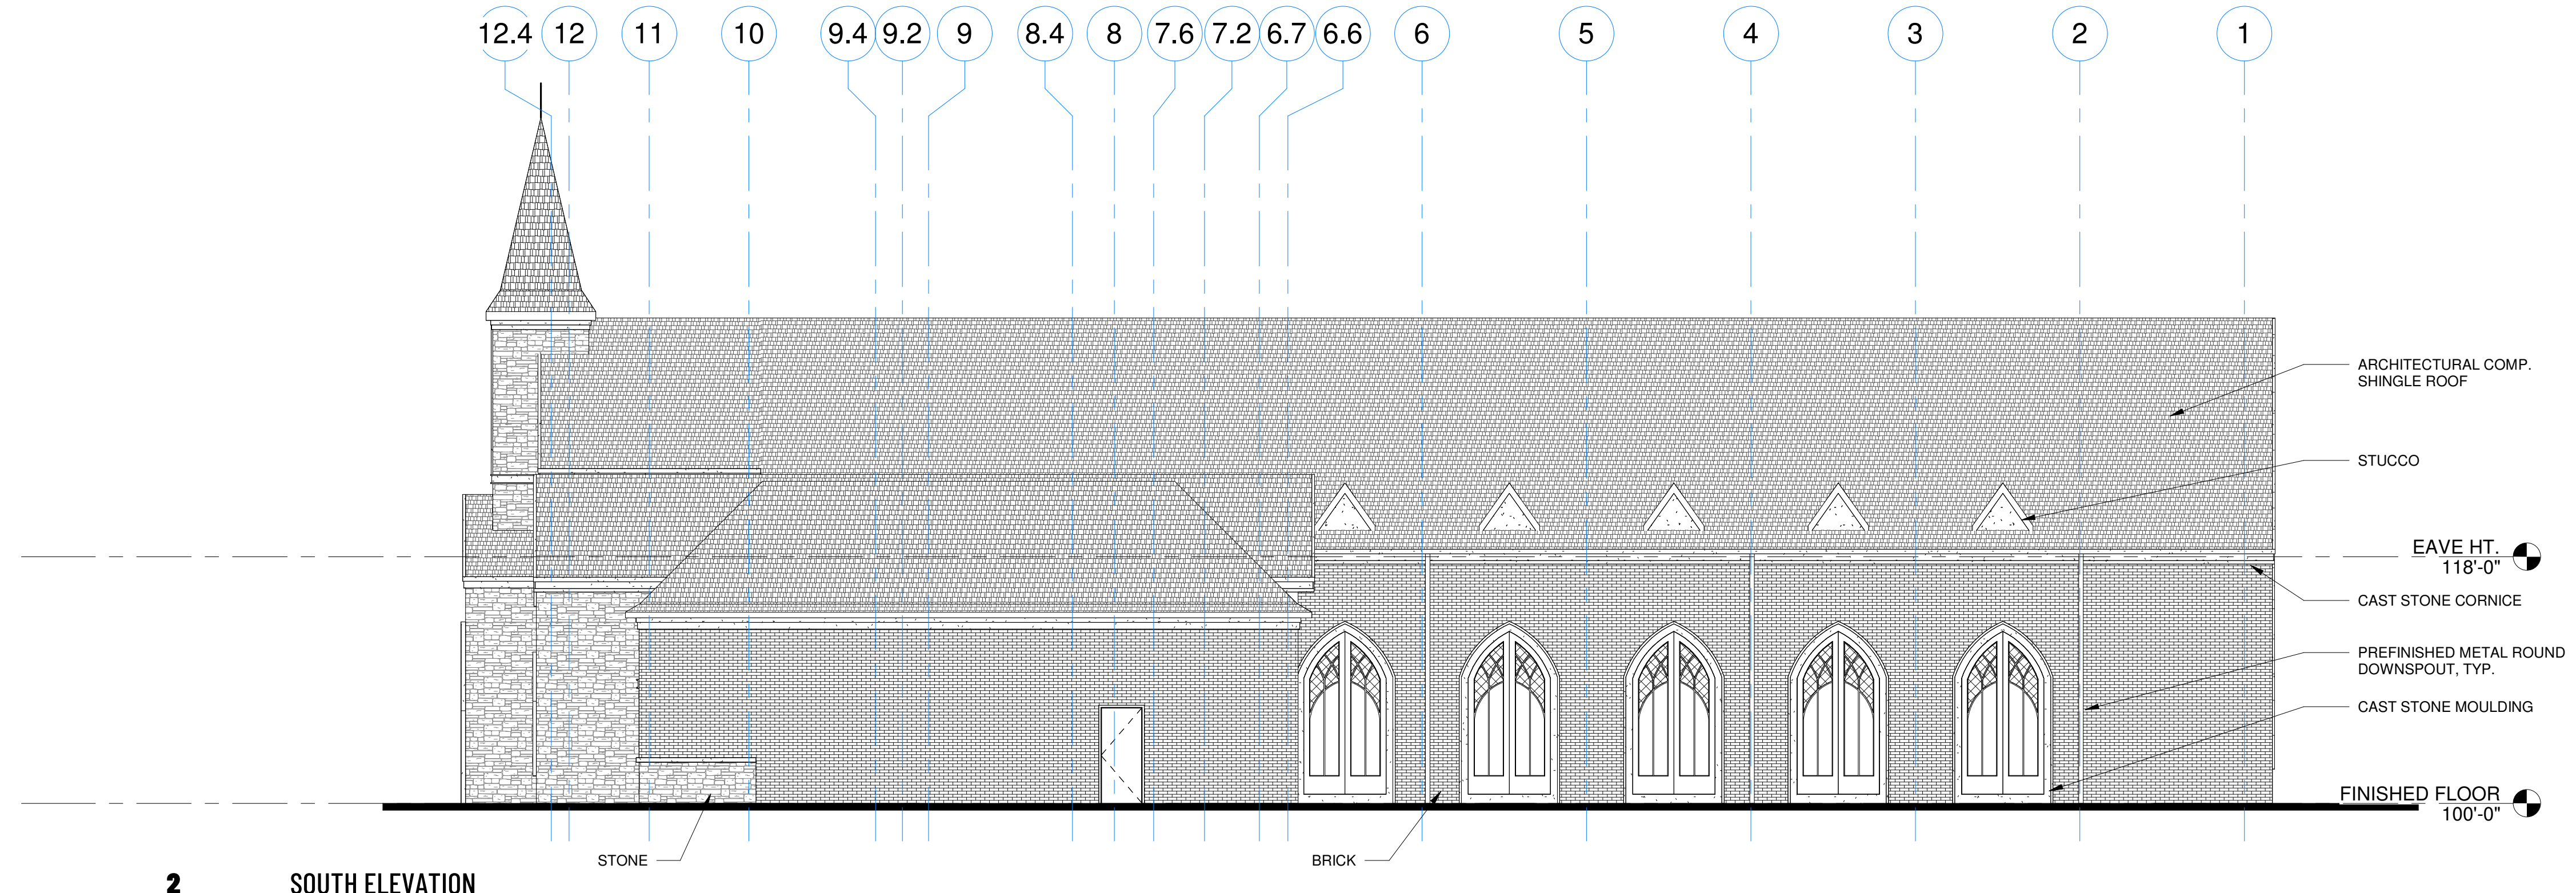 12.4 12 11 10 9.4 9.2 9 8.4 8 7.6 7.2 6.7 6.6 6 5 4 3 2 1
ARCHITECTURAL COMP.
SHINGLE ROOF
STUCCO
EAVE HT.
118'-0"
CAST STONE CORNICE
PREFINISHED METAL ROUND
DOWNSPOUT, TYP.
CAST STONE MOULDING
FINISHED FLOOR
100'-0"
STONE
BRICK
2 SOUTH ELEVATION